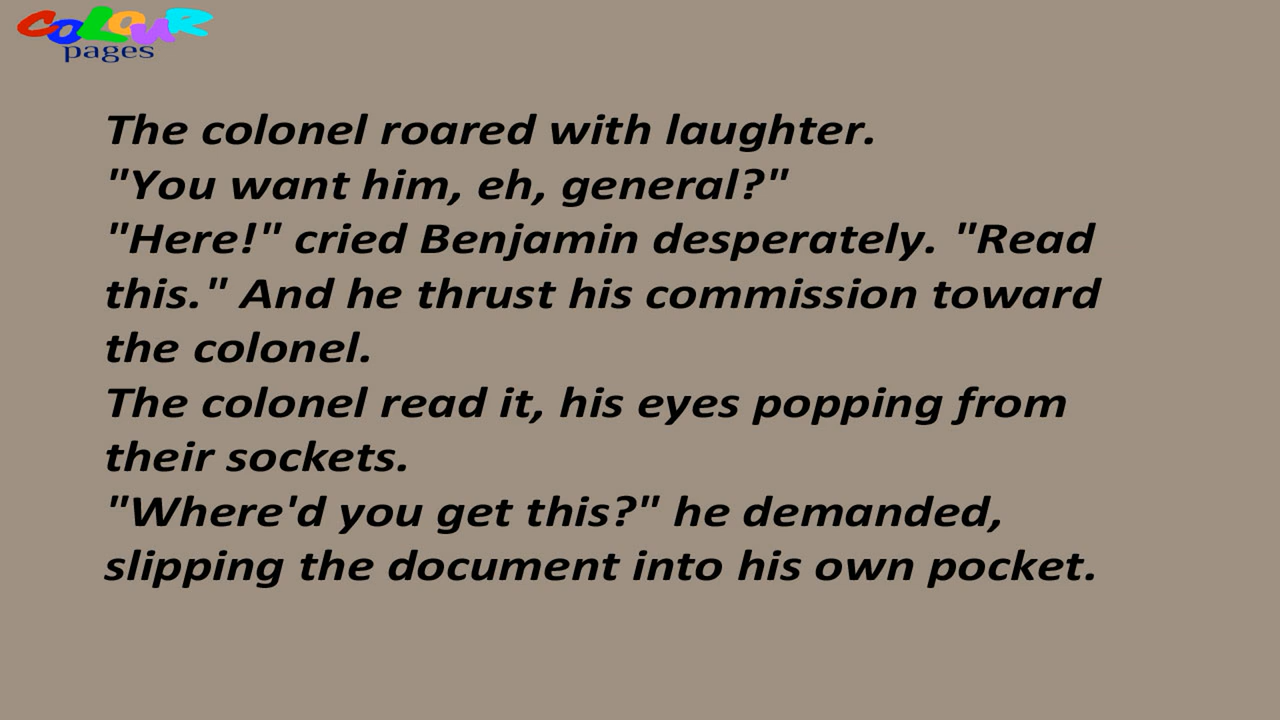 COLOUR
pages
The colonel roared with laughter.
"You want him, eh, general?"
"Here!" cried Benjamin desperately. "Read
this." And he thrust his commission toward
the colonel.
The colonel read it, his eyes popping from
their sockets.
"Where'd you get this?" he demanded,
slipping the document into his own pocket.